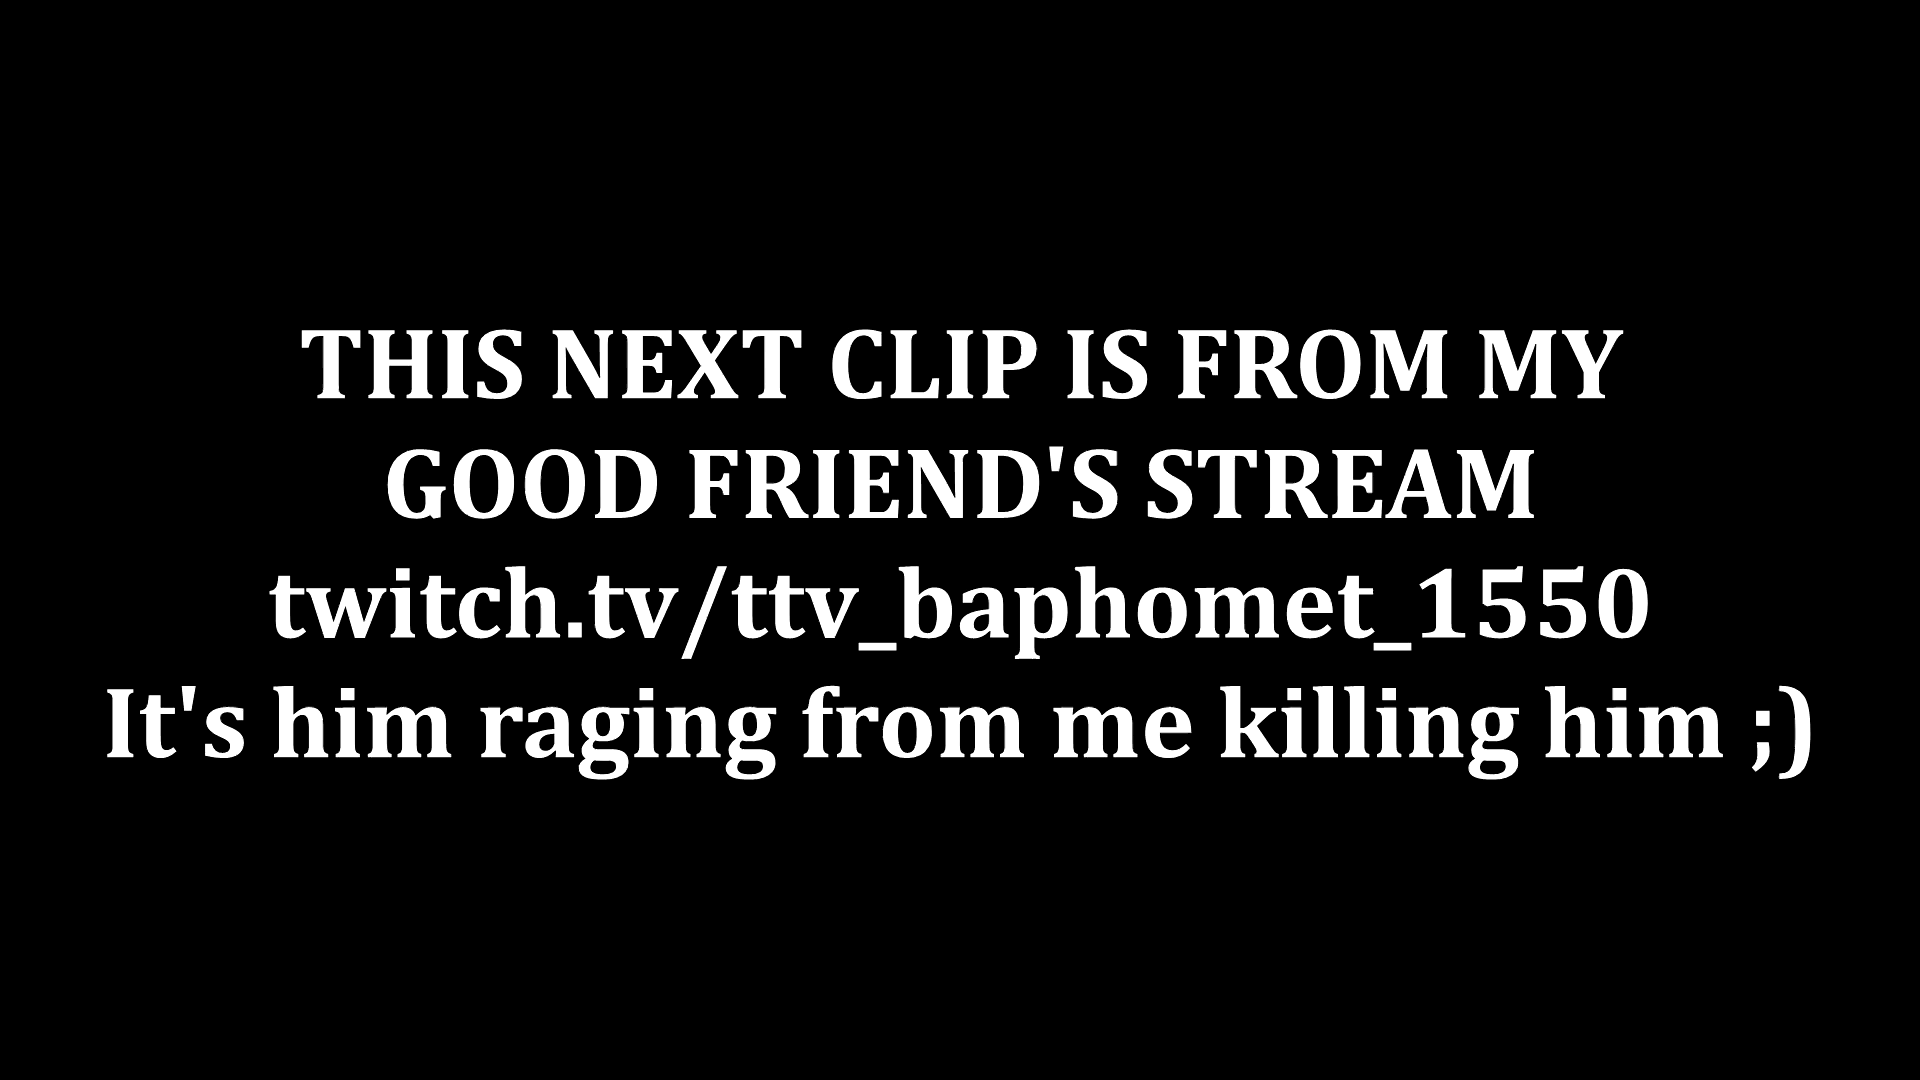 THIS NEXT CLIP IS FROM MY
GOOD FRIEND'S STREAM
twitch.tv/ttv_baphomet_1550
It's him raging from me killing him ;)